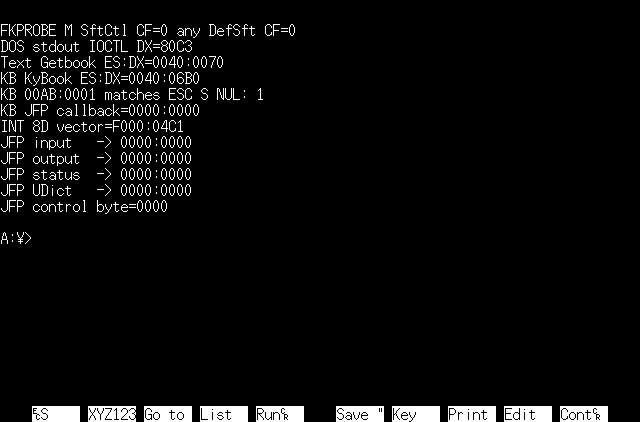 FKPROBE M SftCtl CF=0 any DefSft CF=0
DOS stdout IOCTL DX=80C3
Text Getbook ES:DX=0040:0070
KB KyBook ES:DX=0040:06B0
KB 00AB:0001 matches ESC S NUL: 1
KB JFP callback=0000:0000
INT 8D vector=F000:04C1
JFP input   -> 0000:0000
JFP output  -> 0000:0000
JFP status  -> 0000:0000
JFP UDict   -> 0000:0000
JFP control byte=0000
A:¥>
␛S XYZ123 Go to List Run␍ Save " Key Print Edit Cont␍